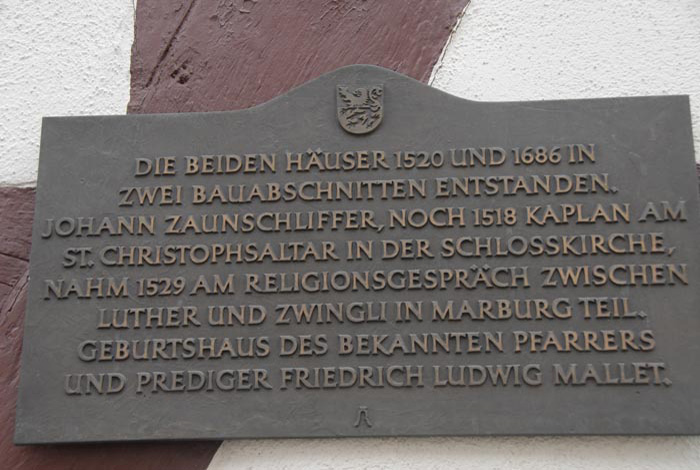 DIE BEIDEN HÄUSER 1520 UND 1686 IN
ZWEI BAUABSCHNITTEN ENTSTANDEN.
JOHANN ZAUNSCHLIFFER, NOCH 1518 KAPLAN AM
ST. CHRISTOPHSALTAR IN DER SCHLOSSKIRCHE,
NAHM 1529 AM RELIGIONSGESPRÄCH ZWISCHEN
LUTHER UND ZWINGLI IN MARBURG TEIL.
GEBURTSHAUS DES BEKANNTEN PFARRERS
UND PREDIGER FRIEDRICH LUDWIG MALLET.